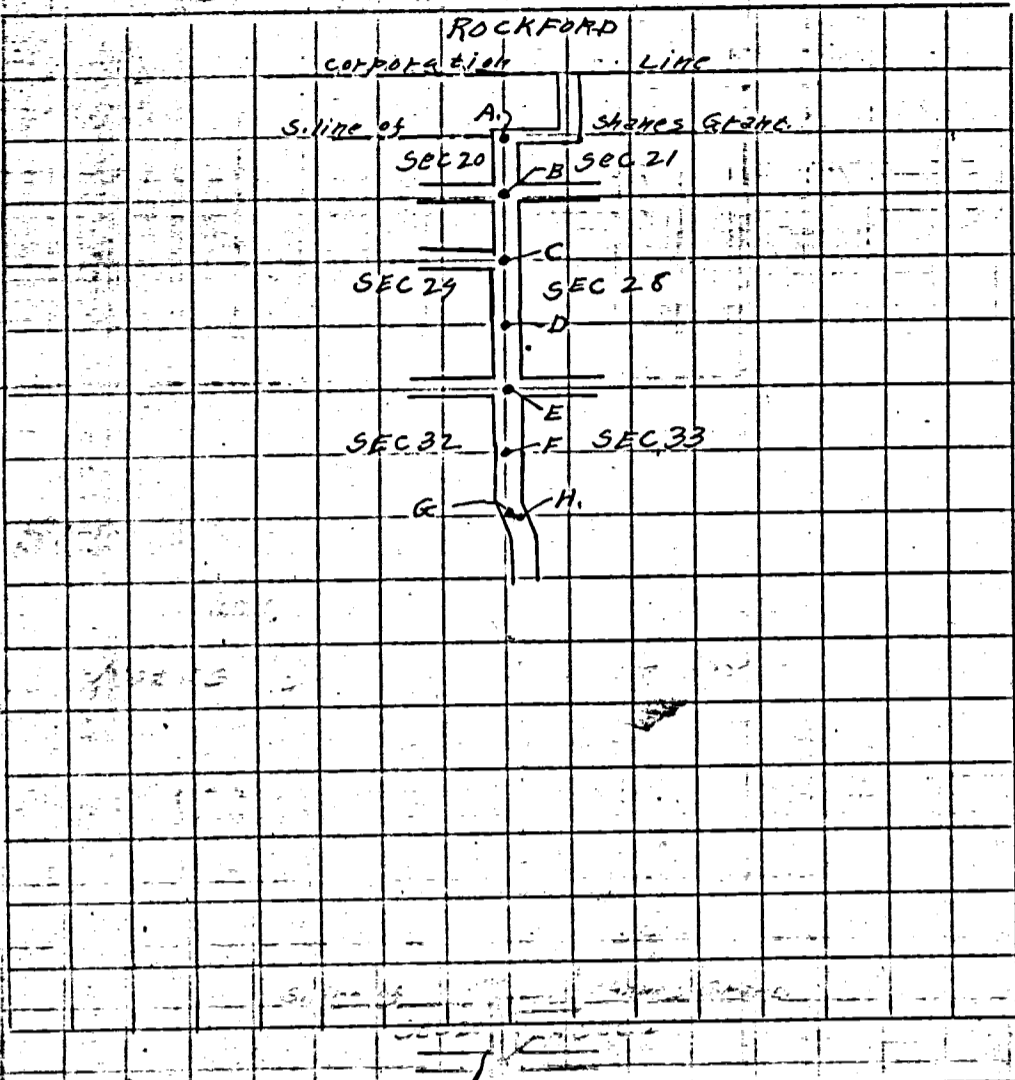 ROCKFORD
corporation Line
A.
S. line of Shanes Grant.
SEC 20 SEC 21
B
C
SEC 29 SEC 28
D
E
SEC 32 F SEC 33
G H.